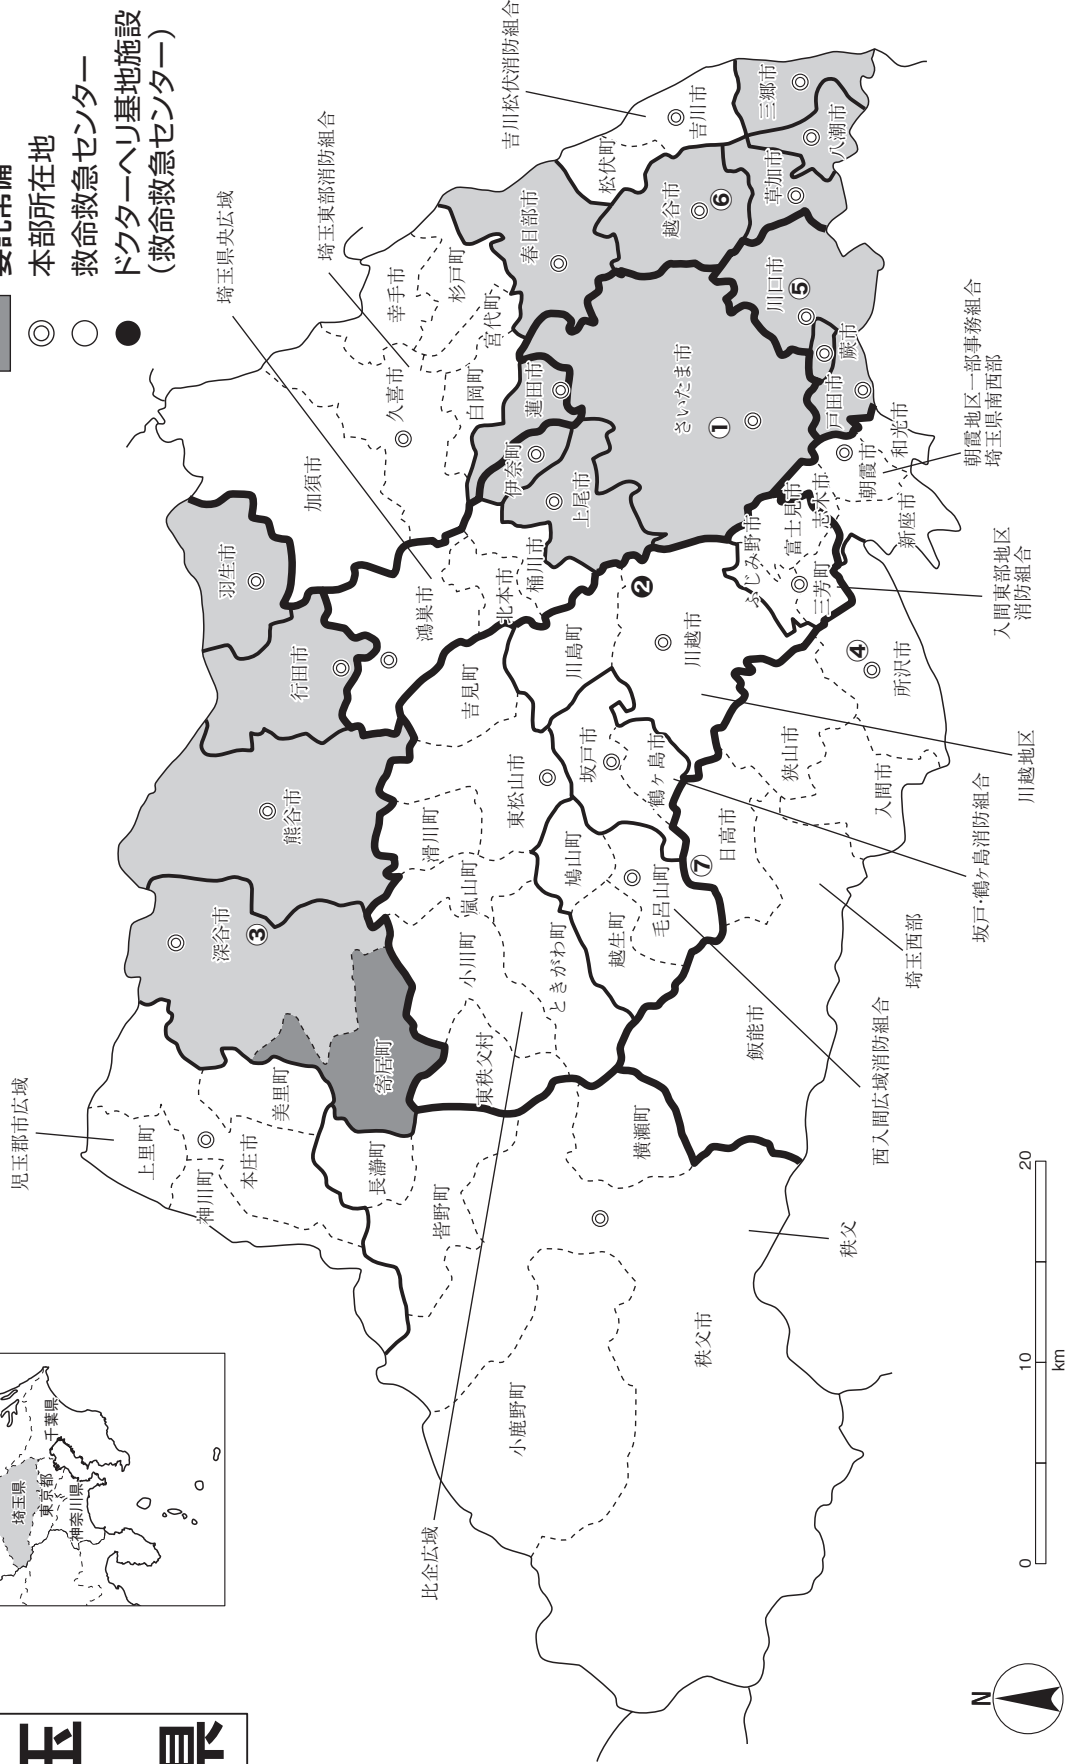 本部所在地
救命救急センター
ドクターヘリ基地施設
（救命救急センター）
埼玉県
東京都
神奈川県
千葉県
児玉郡市広域
上里町
神川町
本庄市
美里町
寄居町
長瀞町
皆野町
小鹿野町
秩父市
秩父
横瀬町
東秩父村
比企広域
深谷市
③
熊谷市
行田市
羽生市
加須市
久喜市
幸手市
杉戸町
宮代町
白岡町
埼玉県央広域
埼玉東部消防組合
鴻巣市
北本市
桶川市
伊奈町
上尾市
蓮田市
春日部市
松伏町
吉川市
吉川松伏消防組合
越谷市
⑥
三郷市
八潮市
草加市
川口市
⑤
蕨市
戸田市
さいたま市
①
小川町
ときがわ町
嵐山町
滑川町
東松山市
吉見町
川島町
鳩山町
越生町
毛呂山町
坂戸市
鶴ヶ島市
川越市
❷
ふじみ野市
富士見市
三芳町
志木市
朝霞市
和光市
新座市
朝霞地区一部事務組合
埼玉県南西部
入間東部地区
消防組合
所沢市
④
狭山市
入間市
日高市
⑦
飯能市
川越地区
坂戸・鶴ヶ島消防組合
埼玉西部
西入間広域消防組合
0 10 20
km
N